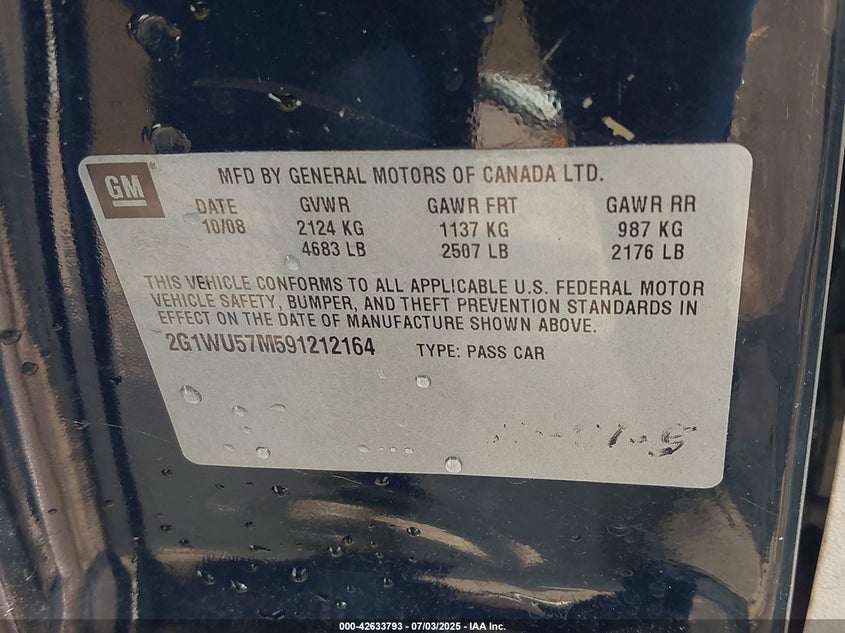 GM
MFD BY GENERAL MOTORS OF CANADA LTD.
DATE GVWR GAWR FRT GAWR RR
10/08 2124 KG 1137 KG 987 KG
4683 LB 2507 LB 2176 LB
THIS VEHICLE CONFORMS TO ALL APPLICABLE U.S. FEDERAL MOTOR
VEHICLE SAFETY, BUMPER, AND THEFT PREVENTION STANDARDS IN
EFFECT ON THE DATE OF MANUFACTURE SHOWN ABOVE.
2G1WU57M591212164 TYPE: PASS CAR
000-42633793 - 07/03/2025 - IAA Inc.